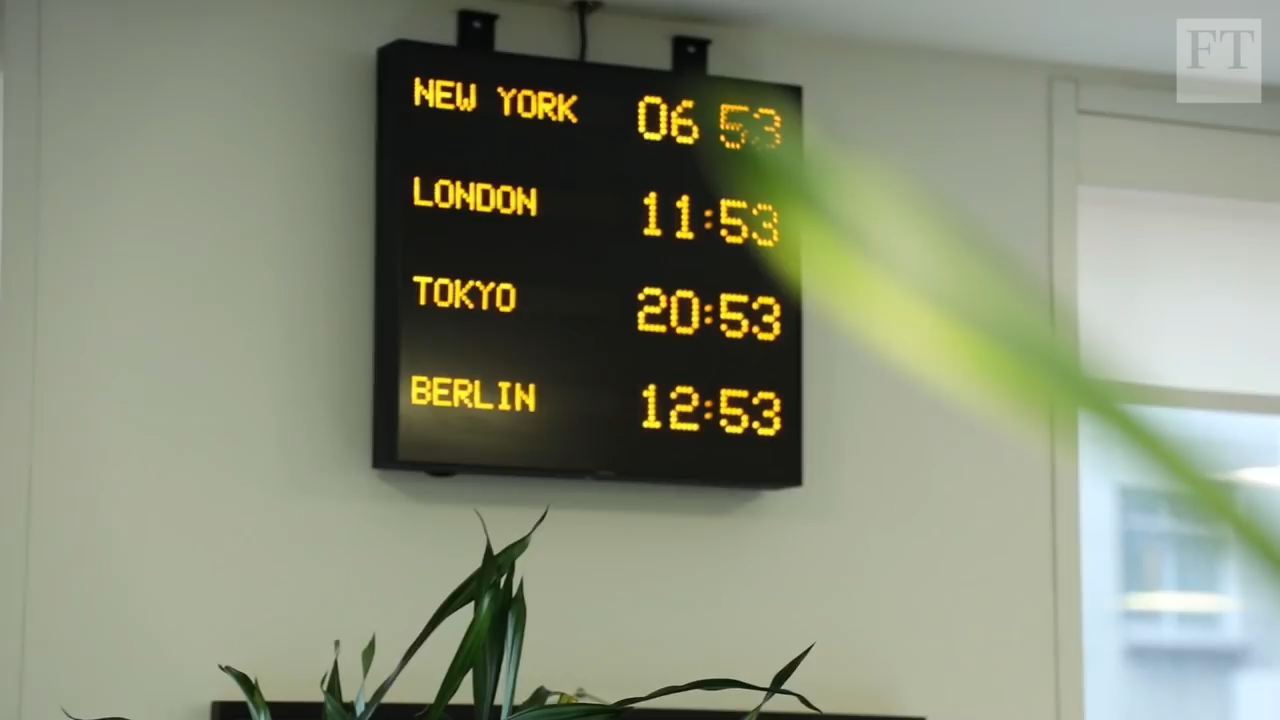 FT
NEW YORK 06 53
LONDON 11:53
TOKYO 20:53
BERLIN 12:53